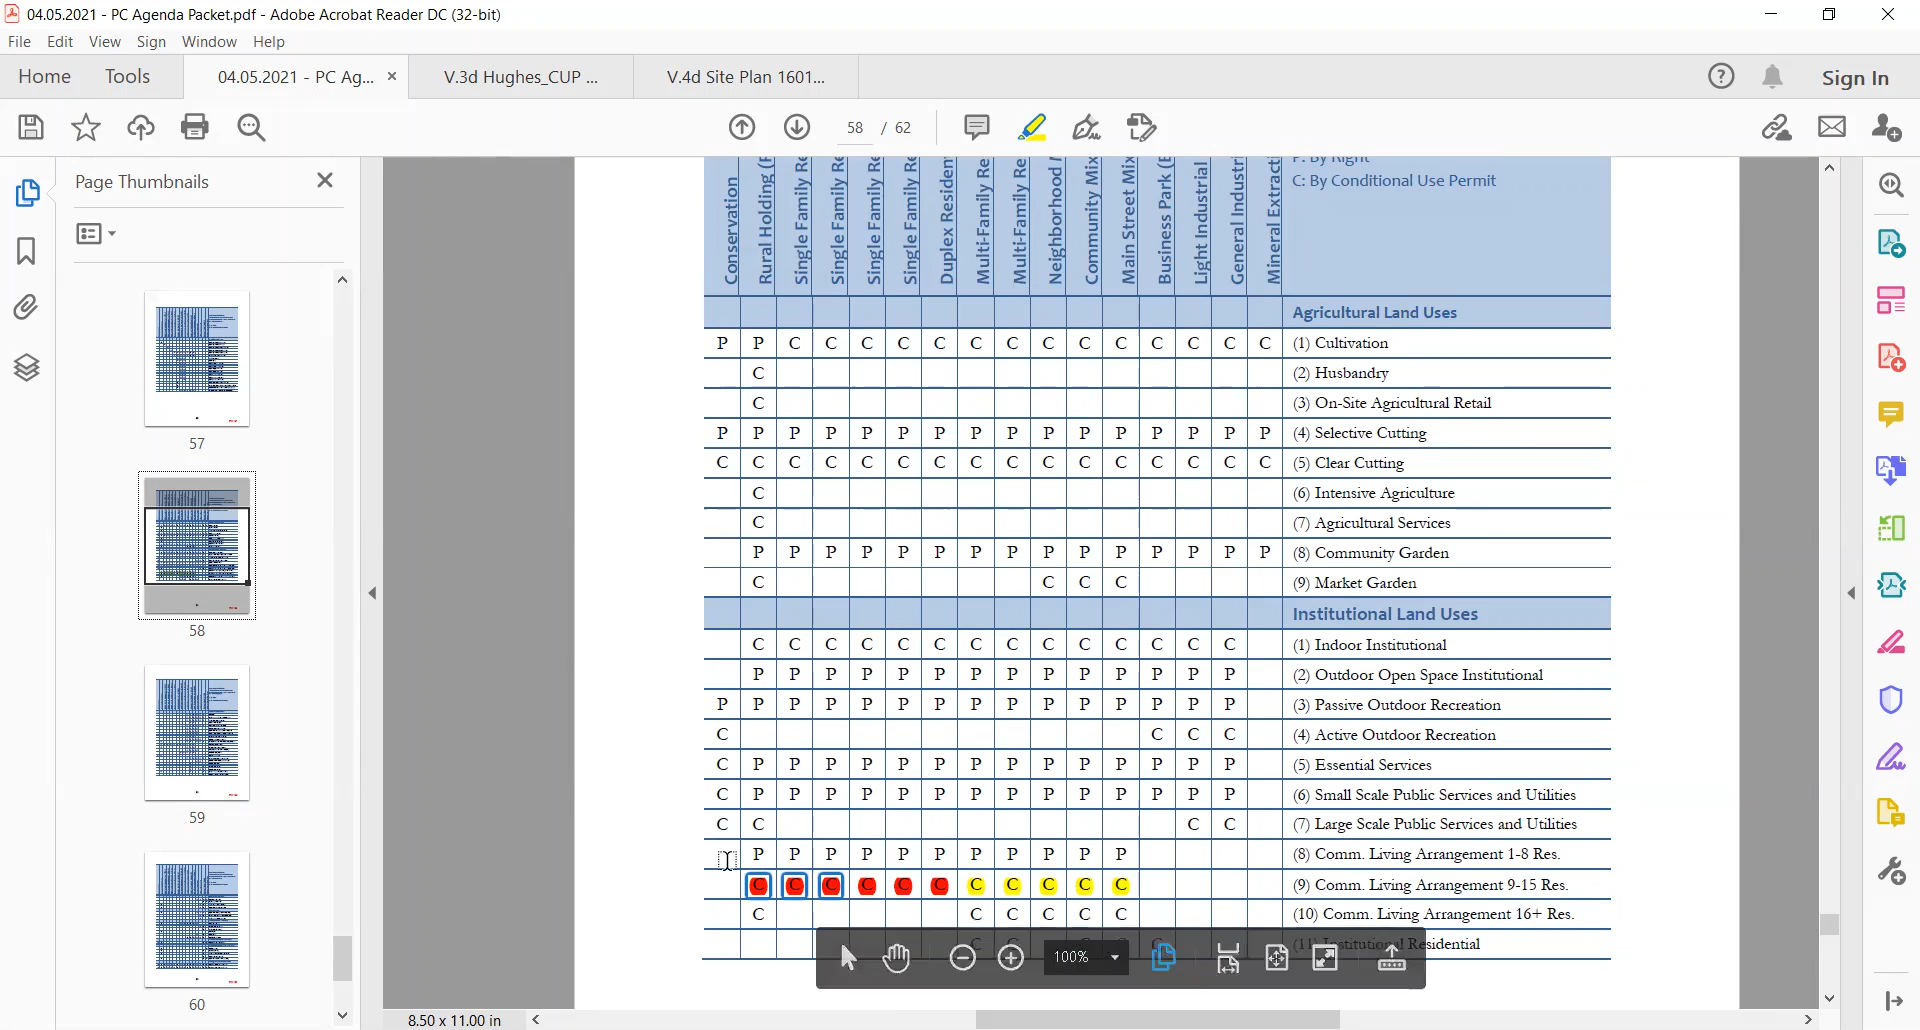 04.05.2021 - PC Agenda Packet.pdf - Adobe Acrobat Reader DC (32-bit)
File Edit View Sign Window Help
Home Tools 04.05.2021 - PC Ag... × V.3d Hughes_CUP ... V.4d Site Plan 1601... Sign In
58 / 62
Page Thumbnails
57
58
59
60
Conservation
Rural Holding (R
Single Family Re
Single Family Re
Single Family Re
Single Family Re
Duplex Residen
Multi-Family Re
Multi-Family Re
Neighborhood
Community Mix
Main Street Mix
Business Park (B
Light Industrial
General Industri
Mineral Extracti
P: By Right
C: By Conditional Use Permit
Agricultural Land Uses
P P C C C C C C C C C C C C C C (1) Cultivation
C (2) Husbandry
C (3) On-Site Agricultural Retail
P P P P P P P P P P P P P P P P (4) Selective Cutting
C C C C C C C C C C C C C C C C (5) Clear Cutting
C (6) Intensive Agriculture
C (7) Agricultural Services
P P P P P P P P P P P P P P P (8) Community Garden
C C C C (9) Market Garden
Institutional Land Uses
C C C C C C C C C C C C C C (1) Indoor Institutional
P P P P P P P P P P P P P P (2) Outdoor Open Space Institutional
P P P P P P P P P P P P P P P (3) Passive Outdoor Recreation
C C C C (4) Active Outdoor Recreation
C P P P P P P P P P P P P P P (5) Essential Services
C P P P P P P P P P P P P P P (6) Small Scale Public Services and Utilities
C C C C (7) Large Scale Public Services and Utilities
P P P P P P P P P P P (8) Comm. Living Arrangement 1-8 Res.
C C C C C C C C C C C (9) Comm. Living Arrangement 9-15 Res.
C C C C C C (10) Comm. Living Arrangement 16+ Res.
C C C C C C (11) Institutional Residential
100%
8.50 x 11.00 in